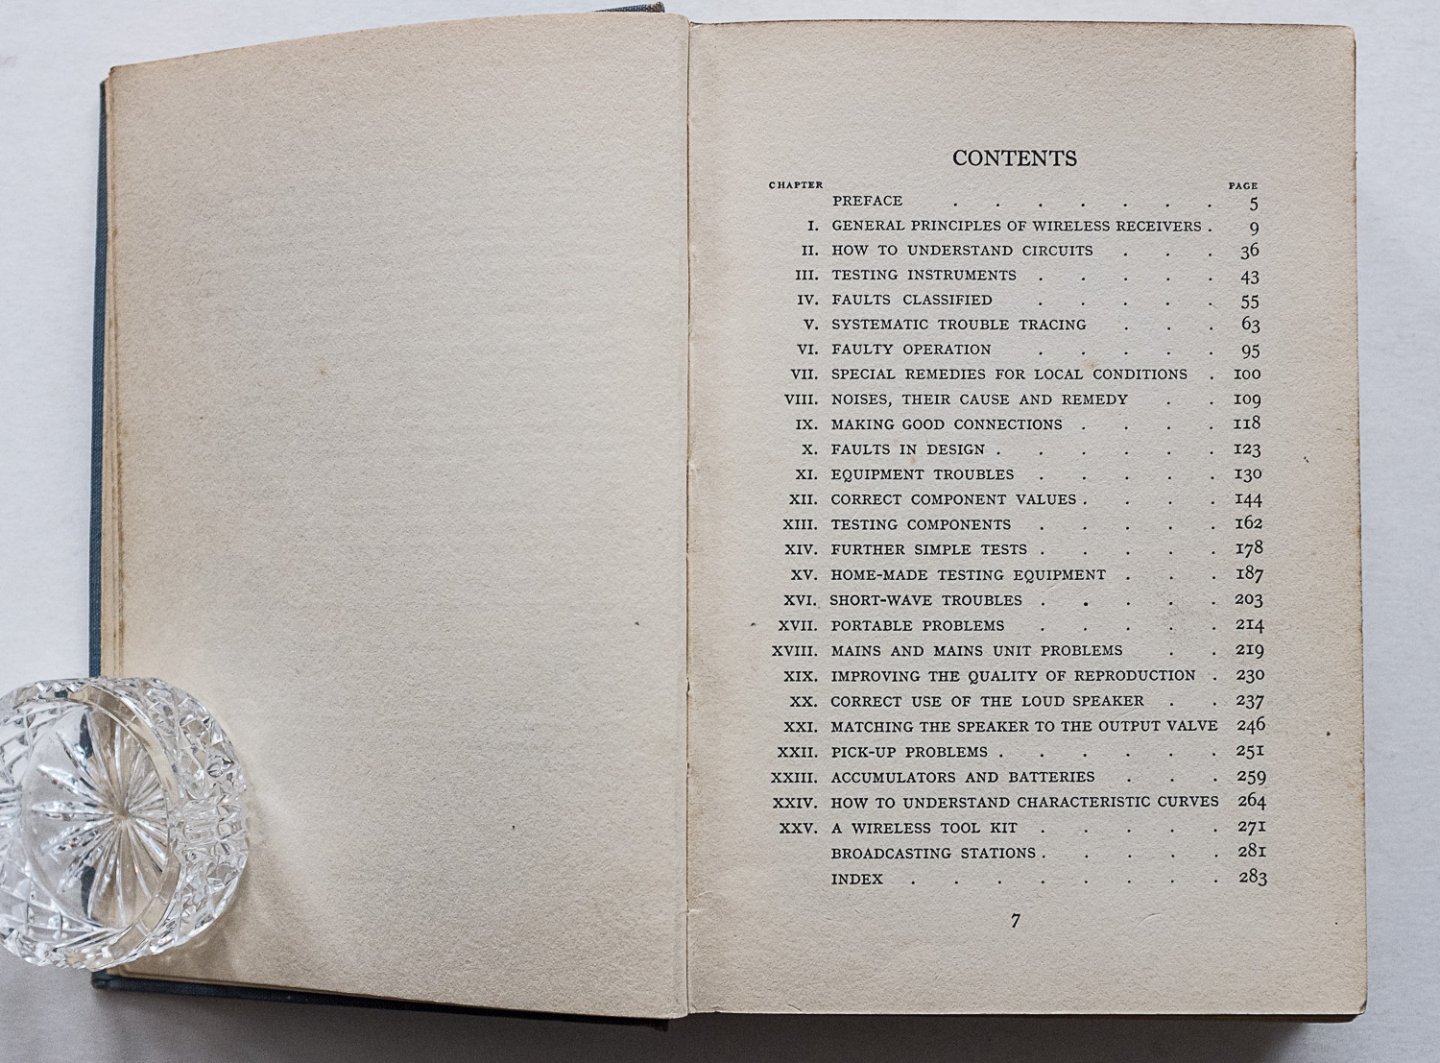 CONTENTS
CHAPTER PAGE
PREFACE . . . . . . . 5
I. GENERAL PRINCIPLES OF WIRELESS RECEIVERS . 9
II. HOW TO UNDERSTAND CIRCUITS . . . 36
III. TESTING INSTRUMENTS . . . . . 43
IV. FAULTS CLASSIFIED . . . . . 55
V. SYSTEMATIC TROUBLE TRACING . . . 63
VI. FAULTY OPERATION . . . . . 95
VII. SPECIAL REMEDIES FOR LOCAL CONDITIONS . 100
VIII. NOISES, THEIR CAUSE AND REMEDY . . 109
IX. MAKING GOOD CONNECTIONS . . . . 118
X. FAULTS IN DESIGN . . . . . . 123
XI. EQUIPMENT TROUBLES . . . . . 130
XII. CORRECT COMPONENT VALUES . . . . 144
XIII. TESTING COMPONENTS . . . . . 162
XIV. FURTHER SIMPLE TESTS . . . . . 178
XV. HOME-MADE TESTING EQUIPMENT . . . 187
XVI. SHORT-WAVE TROUBLES . . . . . 203
XVII. PORTABLE PROBLEMS . . . . . 214
XVIII. MAINS AND MAINS UNIT PROBLEMS . . 219
XIX. IMPROVING THE QUALITY OF REPRODUCTION . 230
XX. CORRECT USE OF THE LOUD SPEAKER . . 237
XXI. MATCHING THE SPEAKER TO THE OUTPUT VALVE 246
XXII. PICK-UP PROBLEMS . . . . . . 251
XXIII. ACCUMULATORS AND BATTERIES . . . 259
XXIV. HOW TO UNDERSTAND CHARACTERISTIC CURVES 264
XXV. A WIRELESS TOOL KIT . . . . . 271
BROADCASTING STATIONS . . . . . 281
INDEX . . . . . . . . 283
7